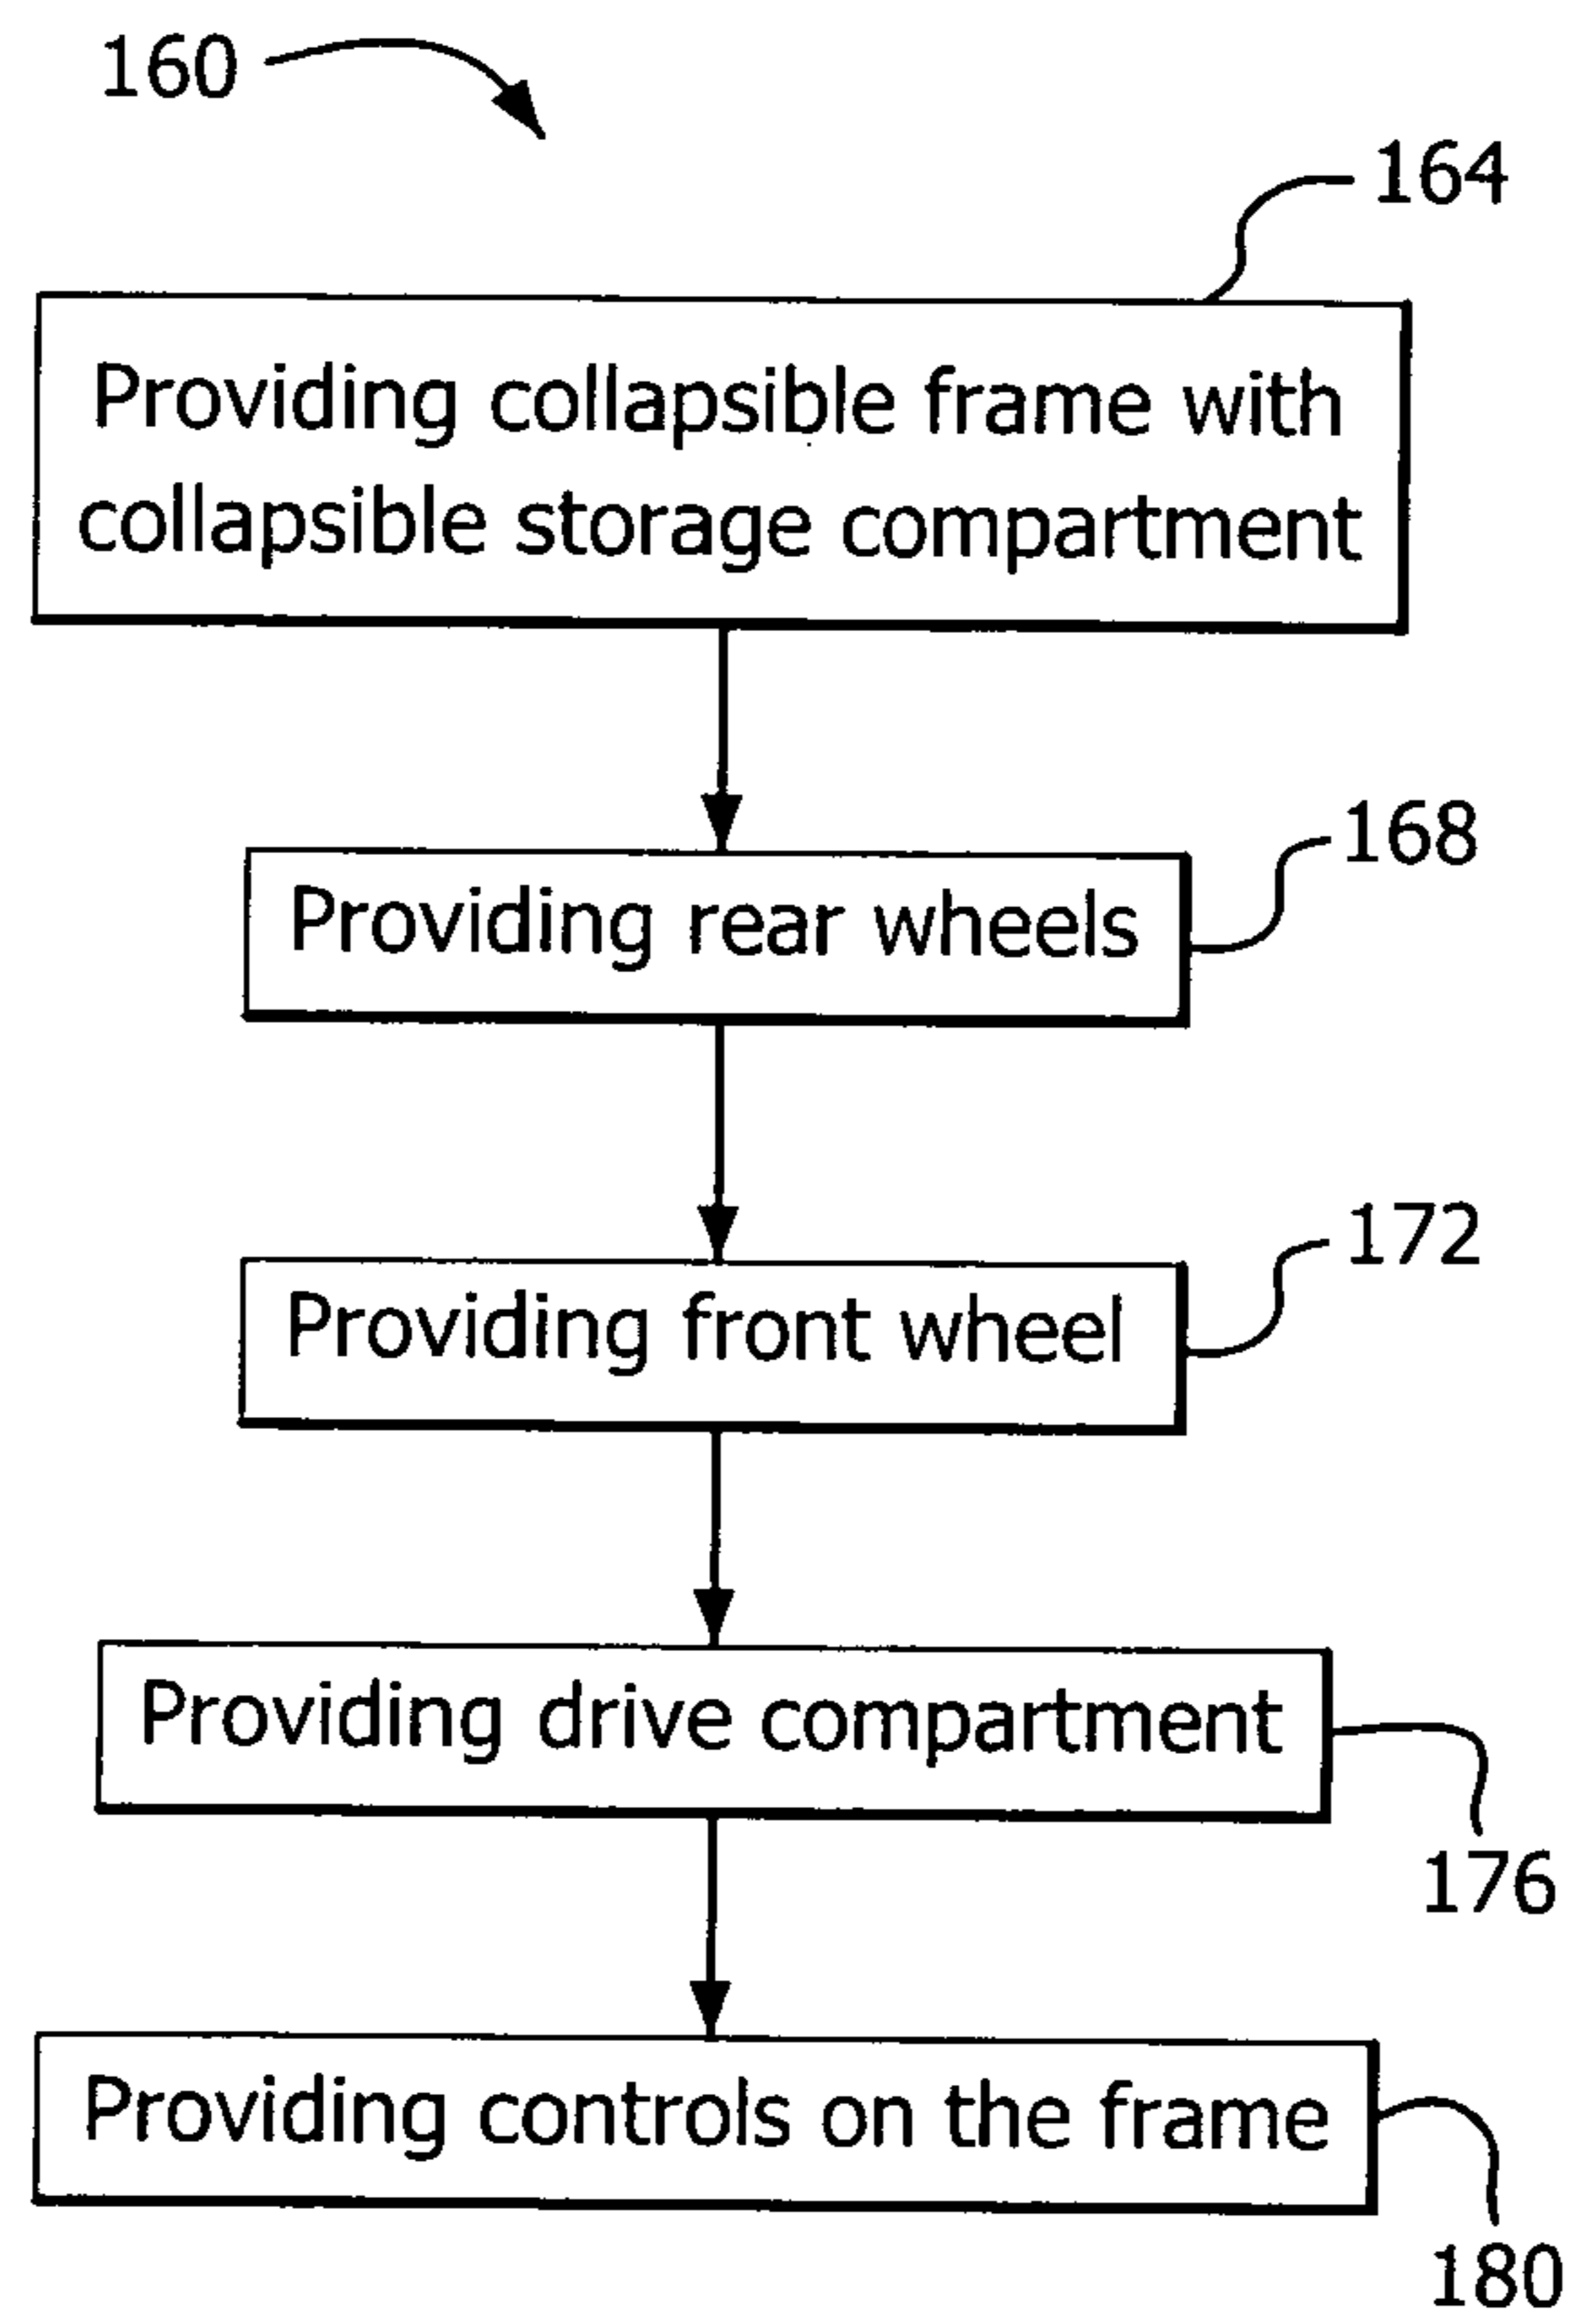 160
164
Providing collapsible frame with
collapsible storage compartment
168
Providing rear wheels
172
Providing front wheel
Providing drive compartment
176
Providing controls on the frame
180